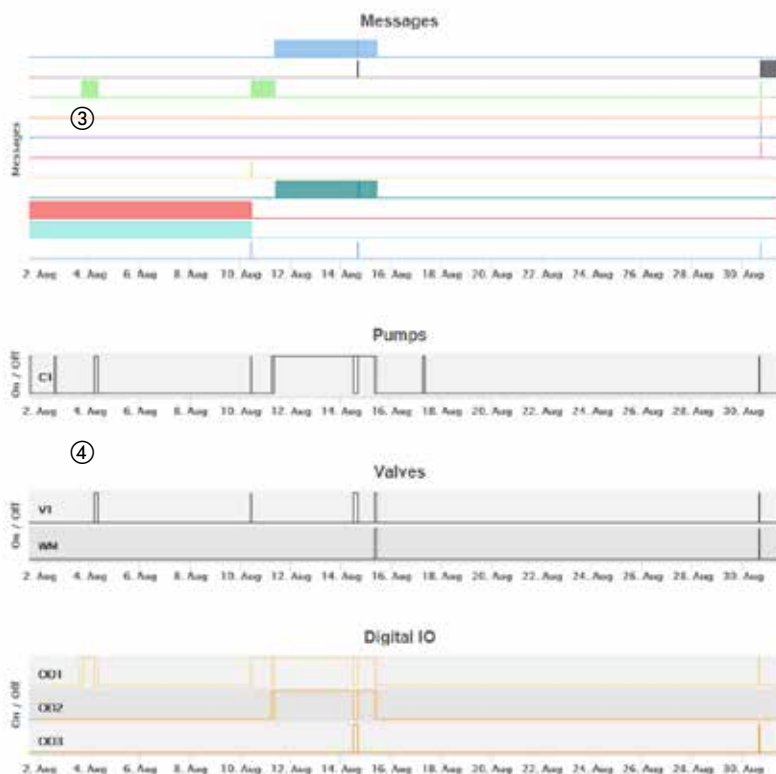 Messages
③
Messages
2. Aug 4. Aug 6. Aug 8. Aug 10. Aug 12. Aug 14. Aug 16. Aug 18. Aug 20. Aug 22. Aug 24. Aug 26. Aug 28. Aug 30. Aug
Pumps
On / Off
C1
2. Aug 4. Aug 6. Aug 8. Aug 10. Aug 12. Aug 14. Aug 16. Aug 18. Aug 20. Aug 22. Aug 24. Aug 26. Aug 28. Aug 30. Aug
④
Valves
On / Off
V1
WM
2. Aug 4. Aug 6. Aug 8. Aug 10. Aug 12. Aug 14. Aug 16. Aug 18. Aug 20. Aug 22. Aug 24. Aug 26. Aug 28. Aug 30. Aug
Digital IO
On / Off
OO1
OO2
OO3
2. Aug 4. Aug 6. Aug 8. Aug 10. Aug 12. Aug 14. Aug 16. Aug 18. Aug 20. Aug 22. Aug 24. Aug 26. Aug 28. Aug 30. Aug